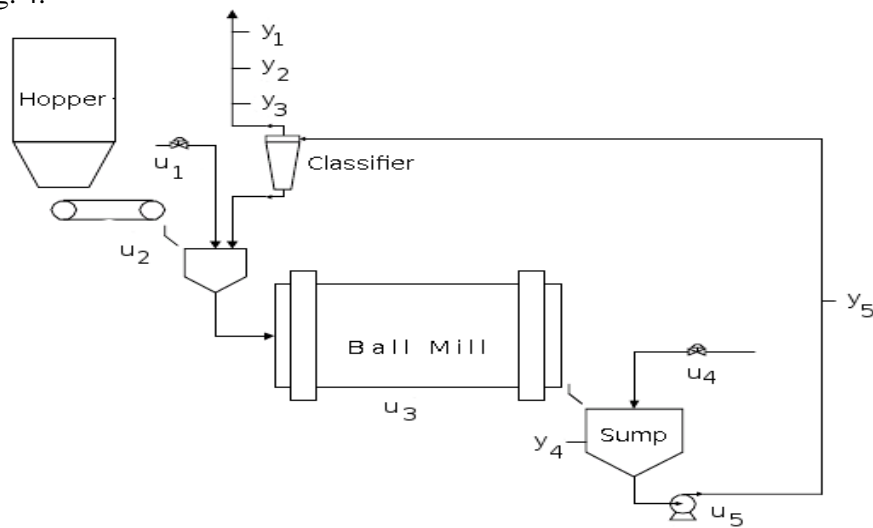 y1
y2
Hopper
y3
u1
Classifier
u2
y5
Ball Mill
u4
u3
Sump
y4
u5